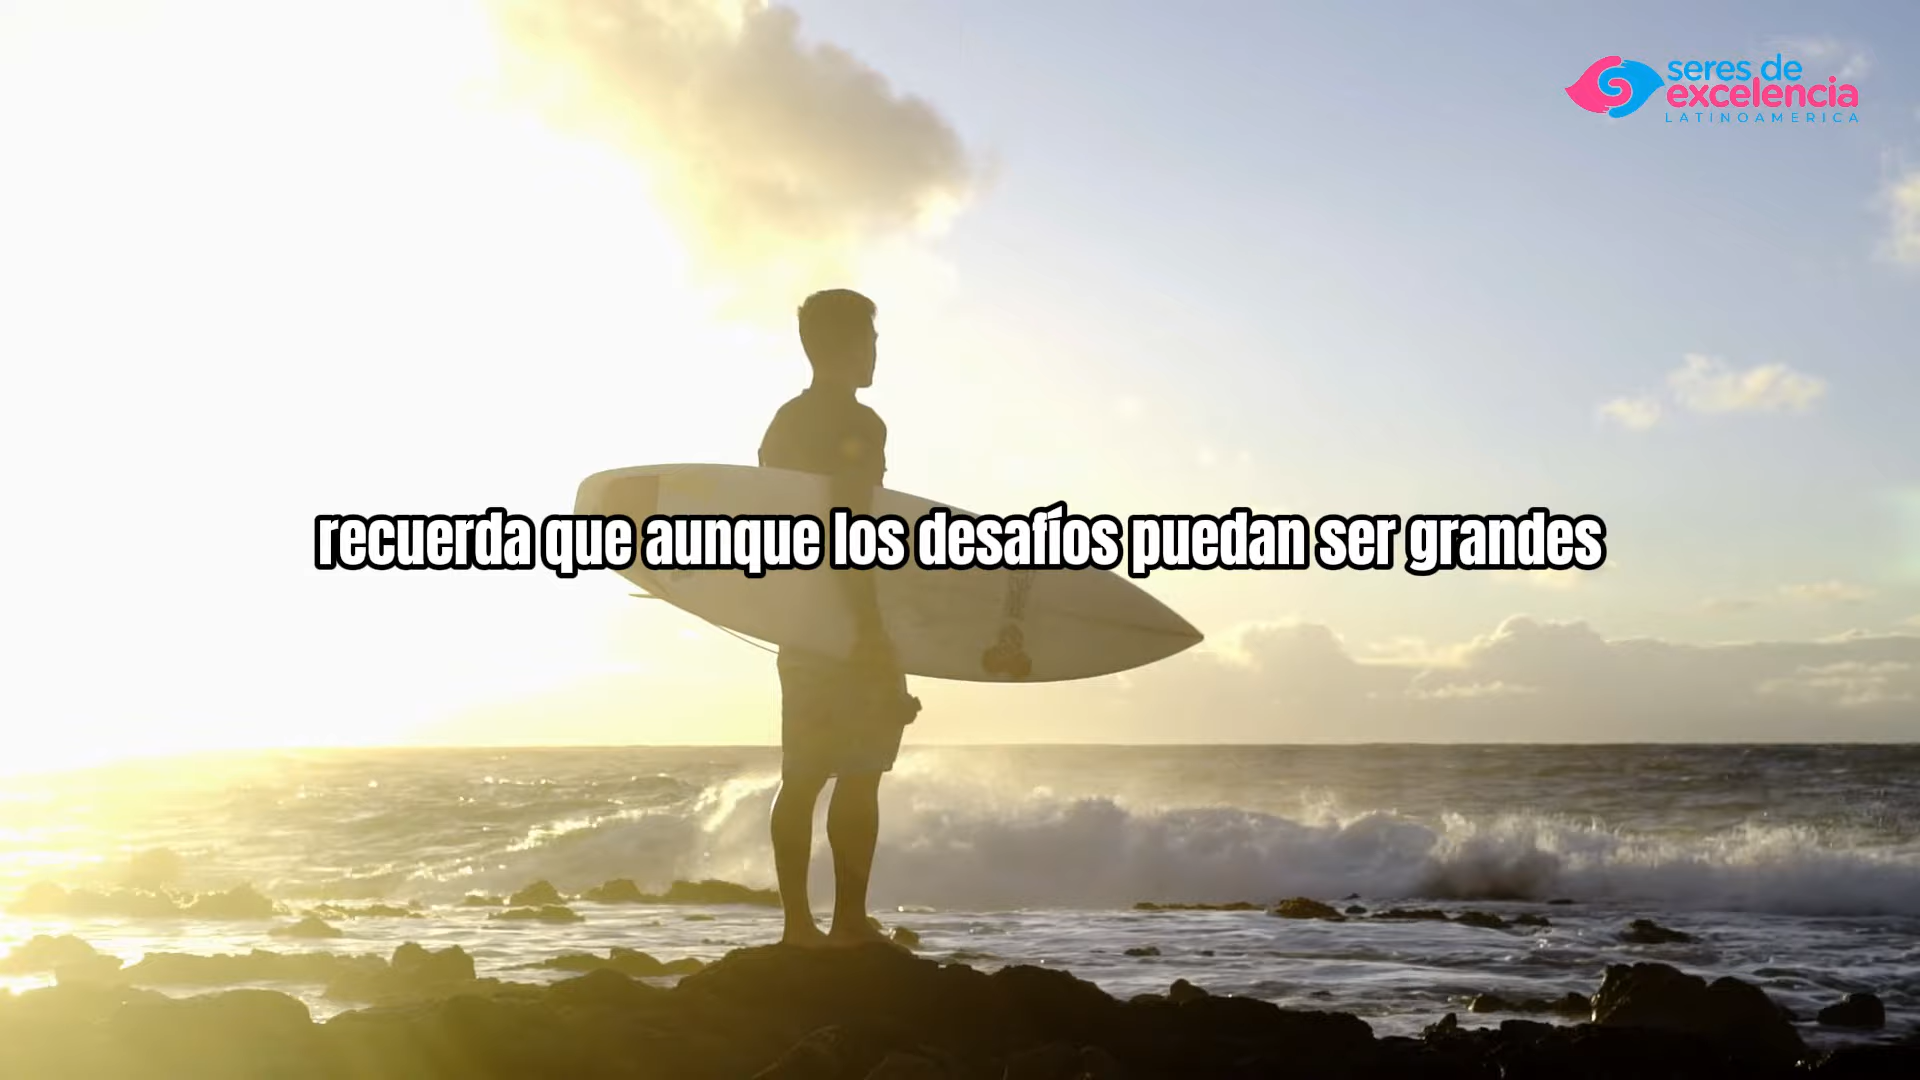 seres de
excelencia
LATINOAMERICA
recuerda que aunque los desafíos puedan ser grandes